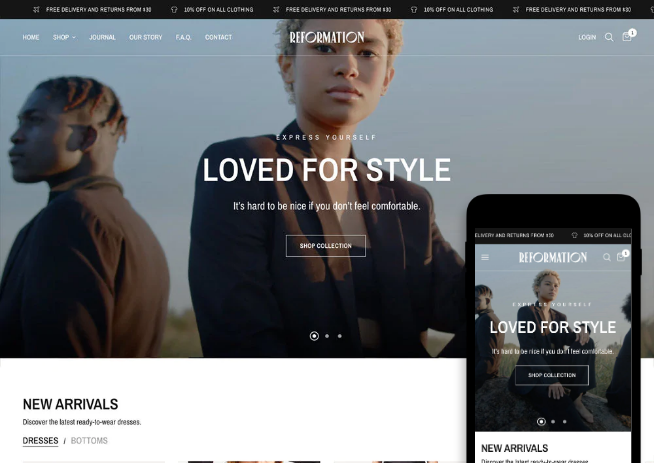 FREE DELIVERY AND RETURNS FROM $30 10% OFF ON ALL CLOTHING FREE DELIVERY AND RETURNS FROM $30 10% OFF ON ALL CLOTHING FREE DELIVERY AND RETURNS FROM $30
HOME SHOP JOURNAL OUR STORY F.A.Q. CONTACT REFORMATION LOGIN 1
EXPRESS YOURSELF
LOVED FOR STYLE
It's hard to be nice if you don't feel comfortable.
SHOP COLLECTION
NEW ARRIVALS
Discover the latest ready-to-wear dresses.
DRESSES / BOTTOMS
ELIVERY AND RETURNS FROM $30 10% OFF ON ALL CLO
REFORMATION 1
EXPRESS YOURSELF
LOVED FOR STYLE
It's hard to be nice if you don't feel comfortable.
SHOP COLLECTION
NEW ARRIVALS
Discover the latest ready-to-wear dresses.